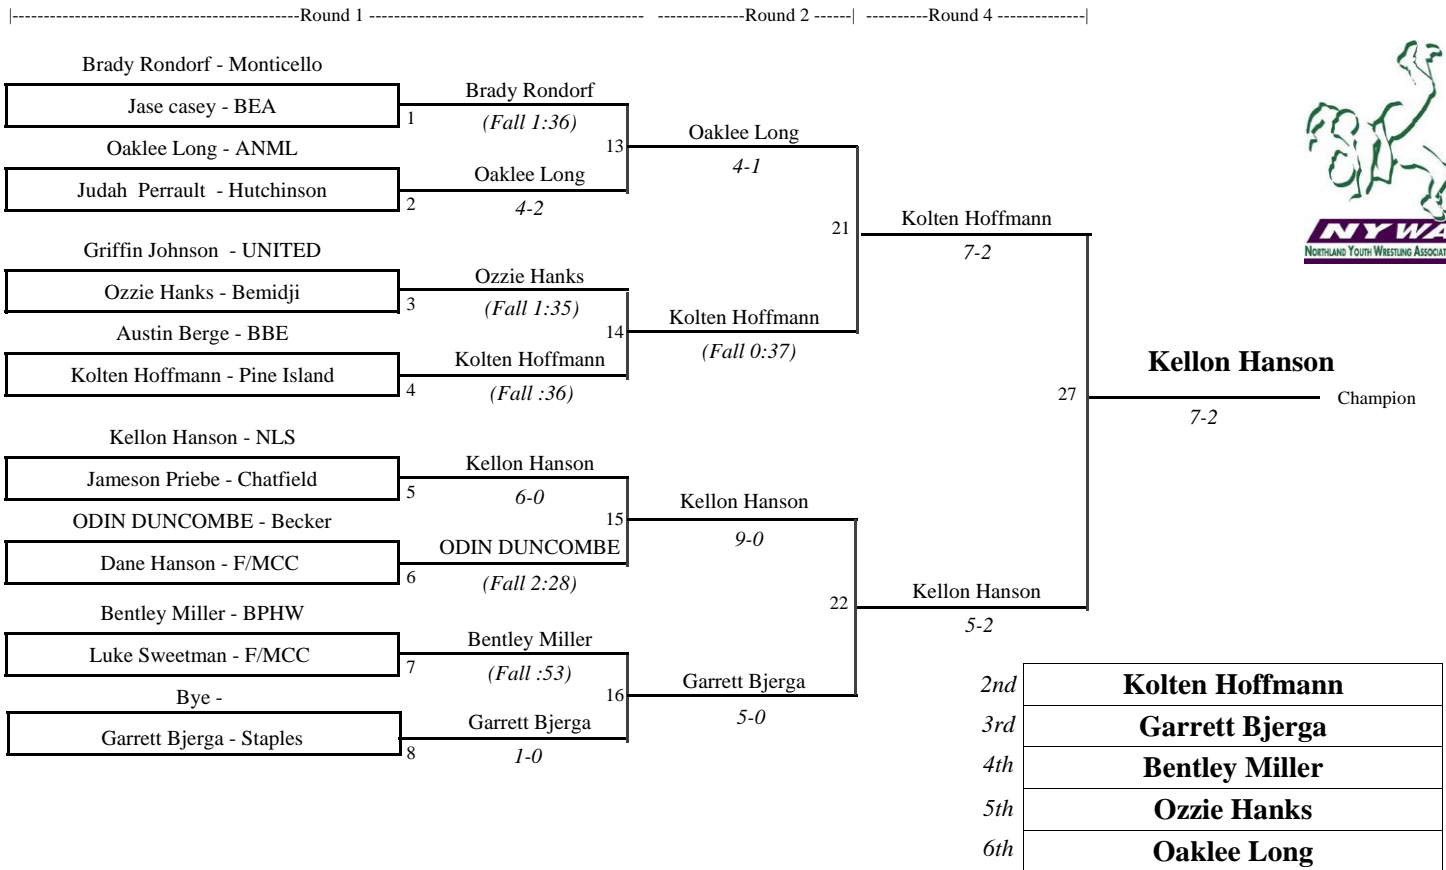 |-------------------------------------------Round 1 ----------------------------------------- -------------Round 2 ------| ----------Round 4 --------------|
Brady Rondorf - Monticello
Jase casey - BEA
1
Brady Rondorf
(Fall 1:36)
Oaklee Long - ANML
Judah  Perrault  - Hutchinson
2
Oaklee Long
4-2
13
Oaklee Long
4-1
Griffin Johnson  - UNITED
Ozzie Hanks - Bemidji
3
Ozzie Hanks
(Fall 1:35)
Austin Berge - BBE
Kolten Hoffmann - Pine Island
4
Kolten Hoffmann
(Fall :36)
14
Kolten Hoffmann
(Fall 0:37)
21
Kolten Hoffmann
7-2
Kellon Hanson - NLS
Jameson Priebe - Chatfield
5
Kellon Hanson
6-0
ODIN DUNCOMBE - Becker
Dane Hanson - F/MCC
6
ODIN DUNCOMBE
(Fall 2:28)
15
Kellon Hanson
9-0
Bentley Miller - BPHW
Luke Sweetman - F/MCC
7
Bentley Miller
(Fall :53)
Bye -
Garrett Bjerga - Staples
8
Garrett Bjerga
1-0
16
Garrett Bjerga
5-0
22
Kellon Hanson
5-2
27
Kellon Hanson
Champion
7-2
NYWA
NORTHLAND YOUTH WRESTLING ASSOCIAT
2nd Kolten Hoffmann
3rd Garrett Bjerga
4th Bentley Miller
5th Ozzie Hanks
6th Oaklee Long